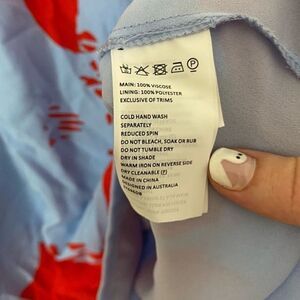 MAIN: 100% VISCOSE
LINING: 100% POLYESTER
EXCLUSIVE OF TRIMS
COLD HAND WASH
SEPARATELY
REDUCED SPIN
DO NOT BLEACH, SOAK OR RUB
DO NOT TUMBLE DRY
DRY IN SHADE
WARM IRON ON REVERSE SIDE
DRY CLEANABLE Ⓟ
MADE IN CHINA
DESIGNED IN AUSTRALIA